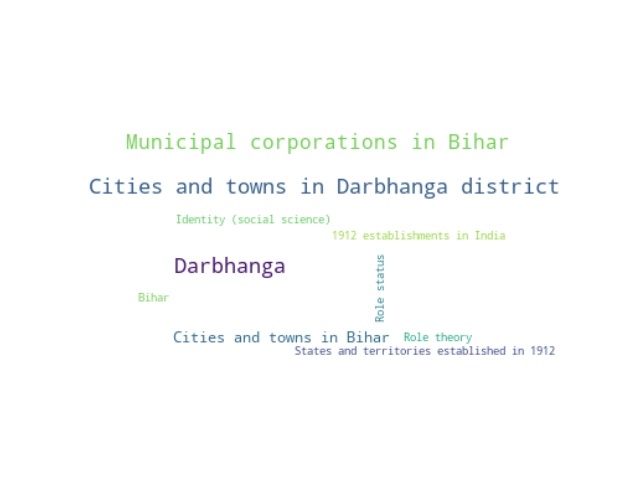 Municipal corporations in Bihar
Cities and towns in Darbhanga district
Identity (social science)
1912 establishments in India
Darbhanga
Role status
Bihar
Cities and towns in Bihar
Role theory
States and territories established in 1912